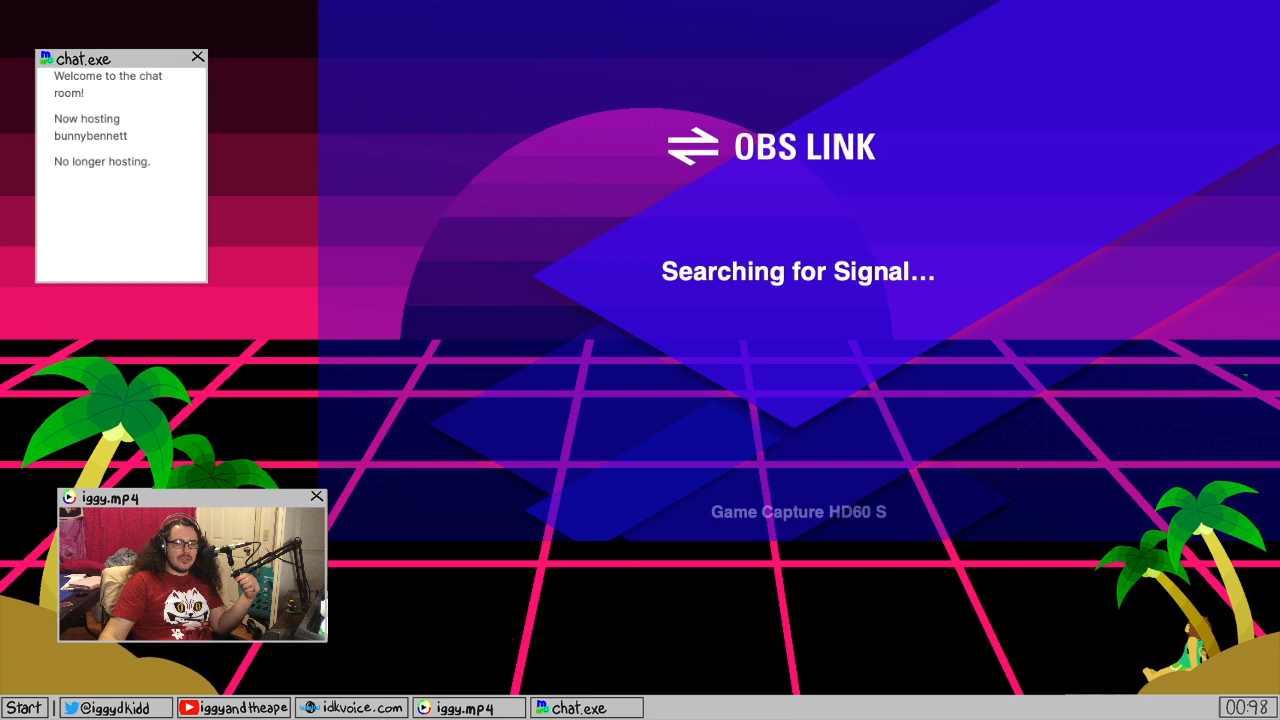 chat.exe
Welcome to the chat
room!
Now hosting
bunnybennett
No longer hosting.
OBS LINK
Searching for Signal...
Game Capture HD60 S
iggy.mp4
Start | @iggydkidd iggyandtheape www idkvoice.com iggy.mp4 chat.exe 00:98